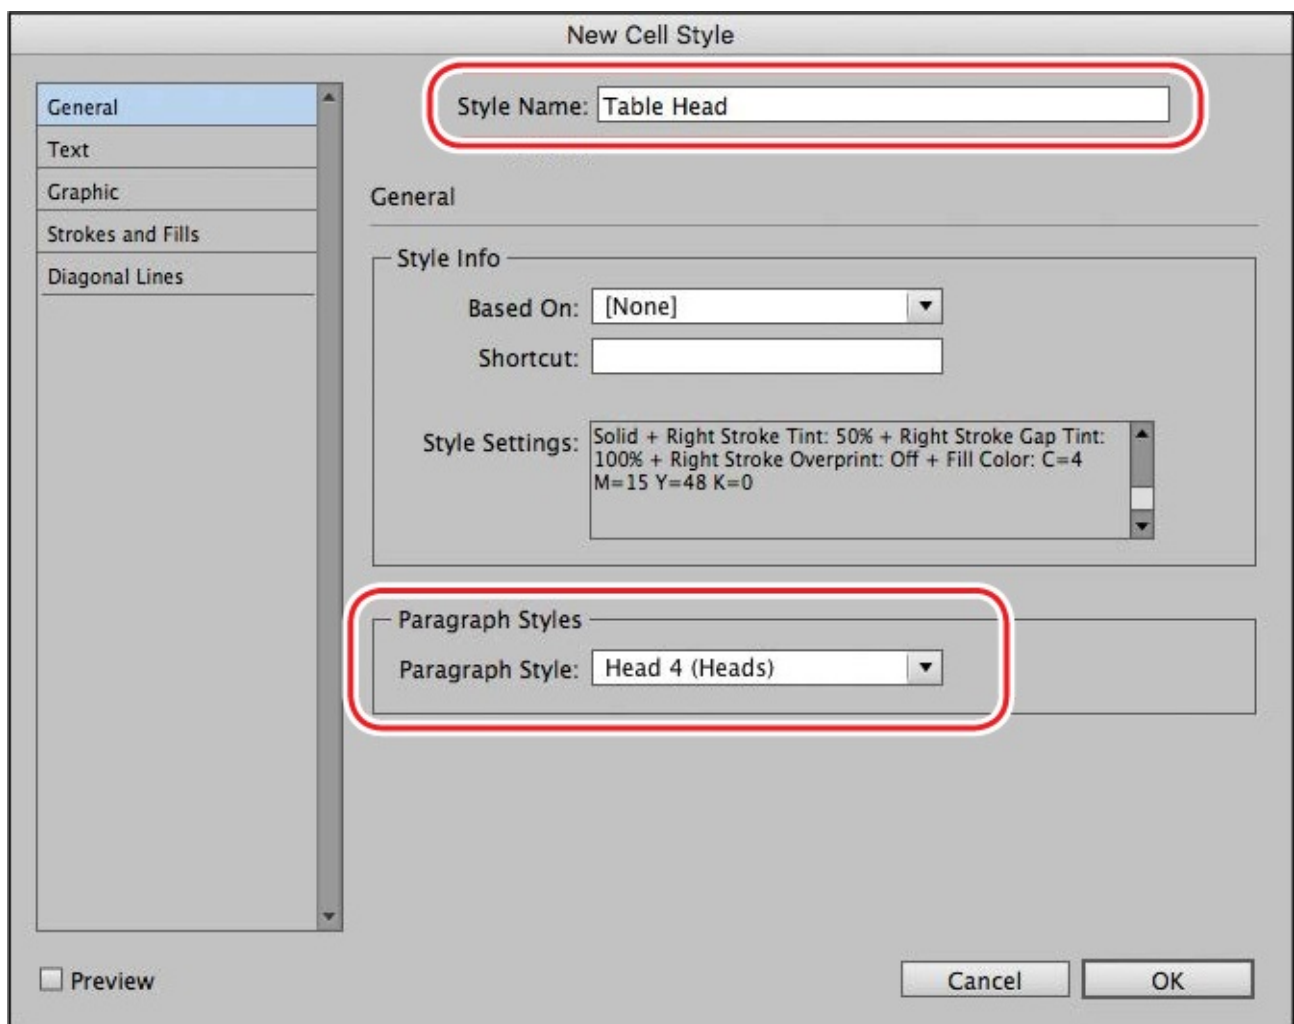 New Cell Style
General
Text
Graphic
Strokes and Fills
Diagonal Lines
Style Name: Table Head
General
Style Info
Based On: [None]
Shortcut:
Style Settings: Solid + Right Stroke Tint: 50% + Right Stroke Gap Tint:
100% + Right Stroke Overprint: Off + Fill Color: C=4
M=15 Y=48 K=0
Paragraph Styles
Paragraph Style: Head 4 (Heads)
Preview
Cancel
OK